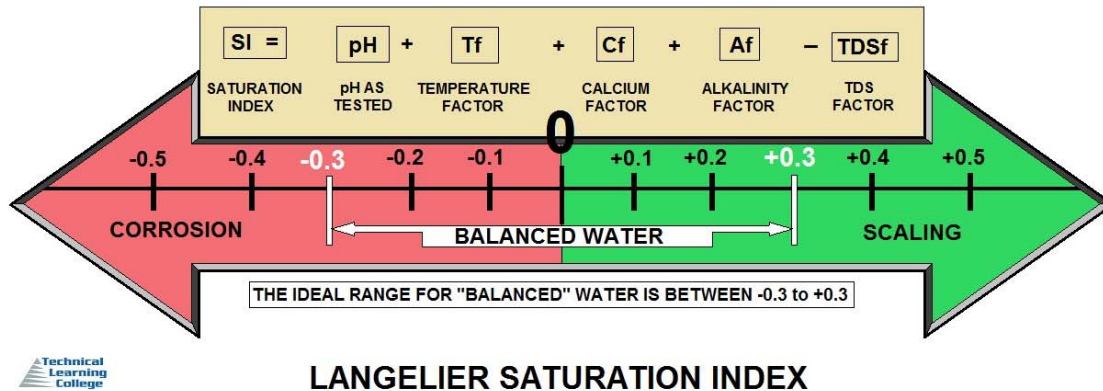 SI = pH + Tf + Cf + Af – TDSf
SATURATION INDEX pH AS TESTED TEMPERATURE FACTOR CALCIUM FACTOR ALKALINITY FACTOR TDS FACTOR
0
-0.5 -0.4 -0.3 -0.2 -0.1 +0.1 +0.2 +0.3 +0.4 +0.5
CORROSION BALANCED WATER SCALING
THE IDEAL RANGE FOR "BALANCED" WATER IS BETWEEN -0.3 to +0.3
Technical
Learning
College
LANGELIER SATURATION INDEX